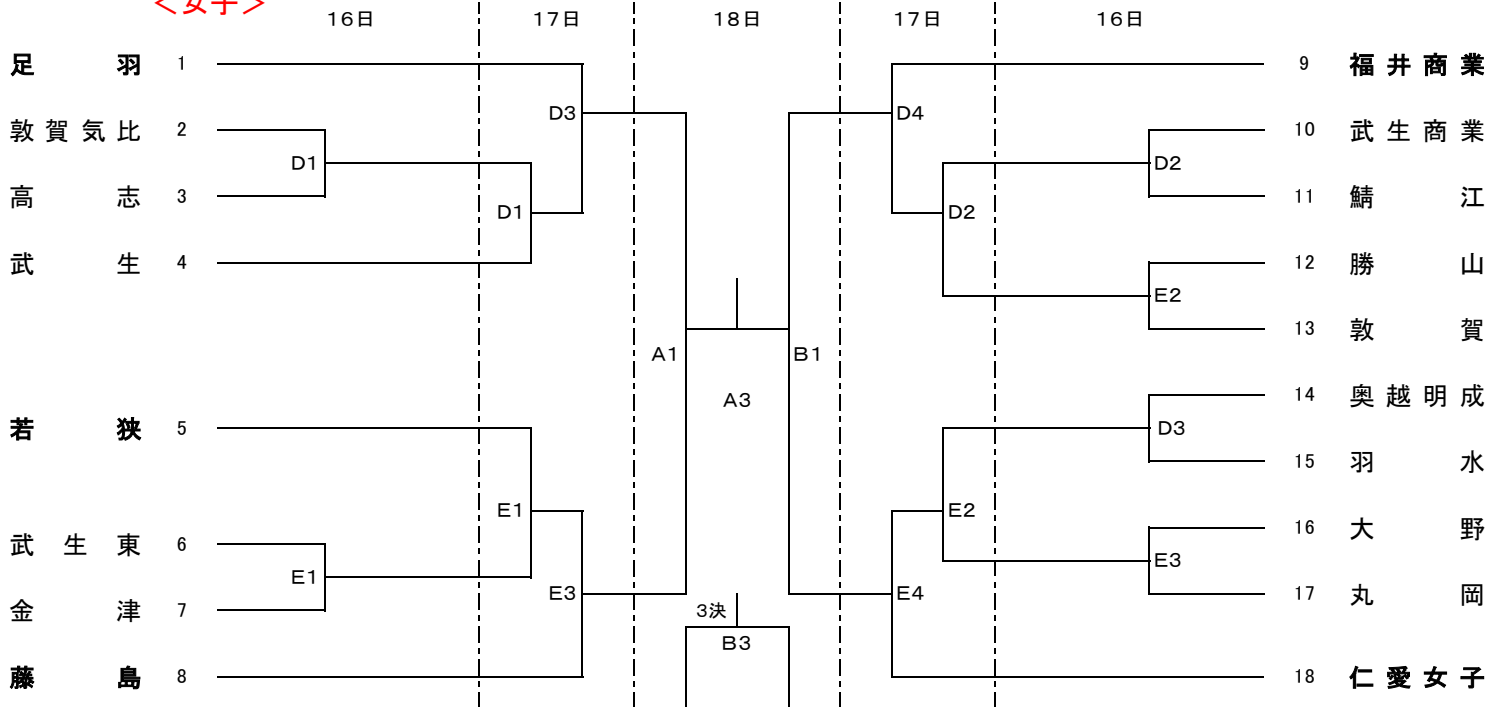 ＜女子＞
16日 17日 18日 17日 16日
足羽 1
敦賀気比 2
高志 3
武生 4
若狭 5
武生東 6
金津 7
藤島 8
D1
E1
D1
E1
D3
E3
A1
A3
B1
3決
B3
D4
E4
D2
E2
D2
E2
D3
E3
9 福井商業
10 武生商業
11 鯖江
12 勝山
13 敦賀
14 奥越明成
15 羽水
16 大野
17 丸岡
18 仁愛女子